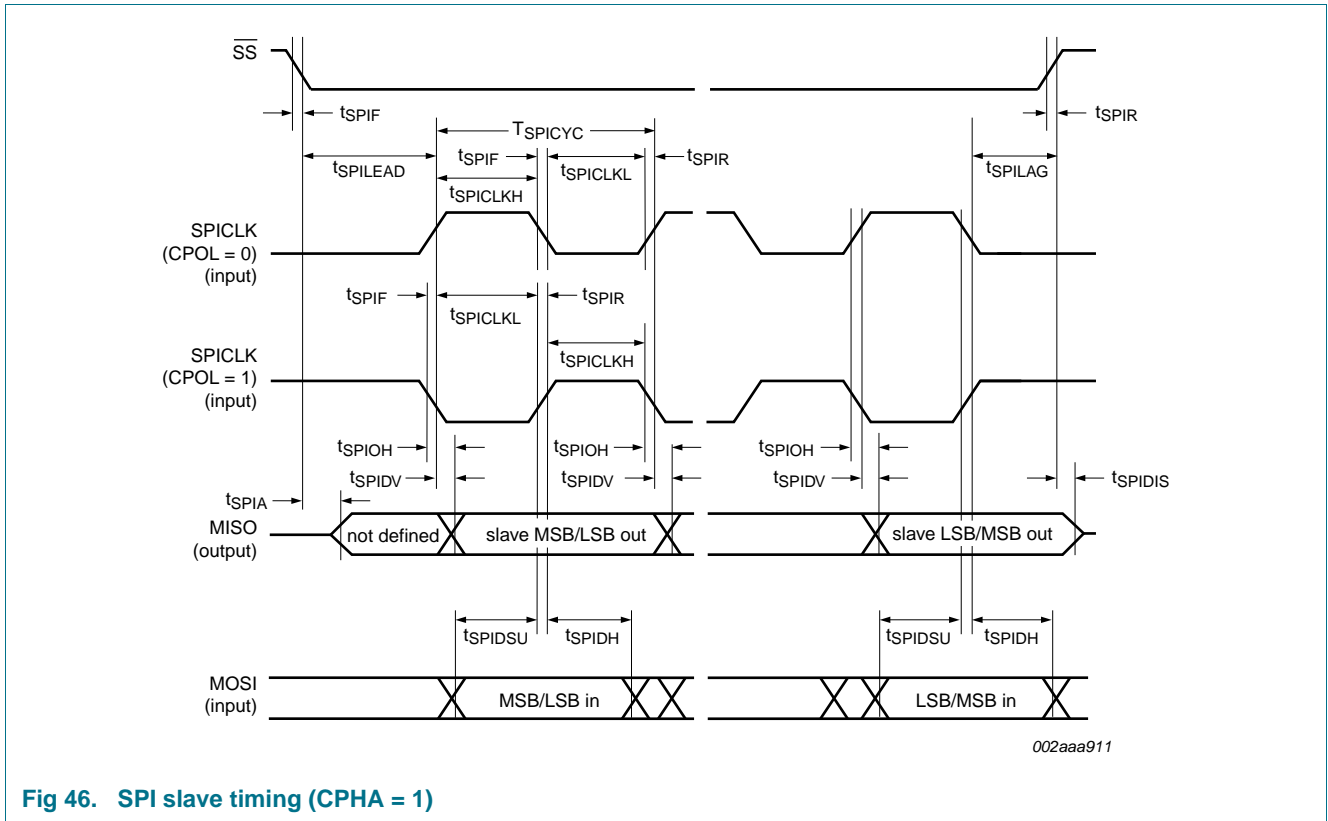 SS
tSPIF
tSPIR
TSPICYC
tSPIF
tSPIR
tSPILEAD
tSPICLKL
tSPILAG
tSPICLKH
SPICLK
(CPOL = 0)
(input)
tSPIF
tSPIR
tSPICLKL
SPICLK
(CPOL = 1)
(input)
tSPICLKH
tSPIOH
tSPIOH
tSPIOH
tSPIDV
tSPIDV
tSPIDV
tSPIDIS
tSPIA
MISO
(output)
not defined
slave MSB/LSB out
slave LSB/MSB out
tSPIDSU
tSPIDH
tSPIDSU
tSPIDH
MOSI
(input)
MSB/LSB in
LSB/MSB in
002aaa911
Fig 46. SPI slave timing (CPHA = 1)